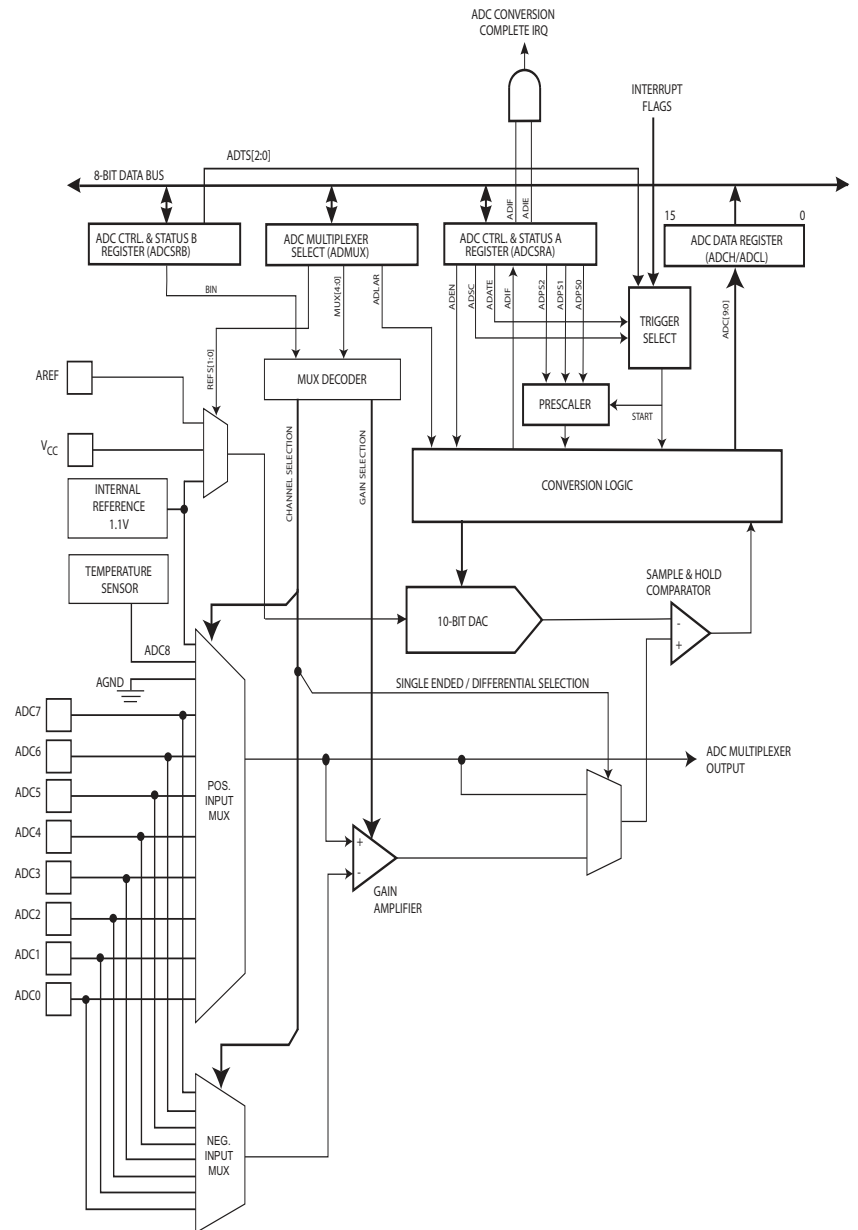 ADC CONVERSION
COMPLETE IRQ
INTERRUPT
FLAGS
ADTS[2:0]
8-BIT DATA BUS
ADIF
ADIE
15
0
ADC CTRL. & STATUS B
REGISTER (ADCSRB)
ADC MULTIPLEXER
SELECT (ADMUX)
ADC CTRL. & STATUS A
REGISTER (ADCSRA)
ADC DATA REGISTER
(ADCH/ADCL)
BIN
REFS[1:0]
MUX[4:0]
ADLAR
ADEN
ADSC
ADATE
ADIF
ADPS2
ADPS1
ADPS0
TRIGGER
SELECT
ADC[9:0]
AREF
MUX DECODER
PRESCALER
START
VCC
CHANNEL SELECTION
GAIN SELECTION
CONVERSION LOGIC
INTERNAL
REFERENCE
1.1V
TEMPERATURE
SENSOR
SAMPLE & HOLD
COMPARATOR
10-BIT DAC
-
+
ADC8
AGND
SINGLE ENDED / DIFFERENTIAL SELECTION
ADC7
ADC6
ADC5
ADC4
ADC3
ADC2
ADC1
ADC0
POS.
INPUT
MUX
ADC MULTIPLEXER
OUTPUT
+
-
GAIN
AMPLIFIER
NEG.
INPUT
MUX